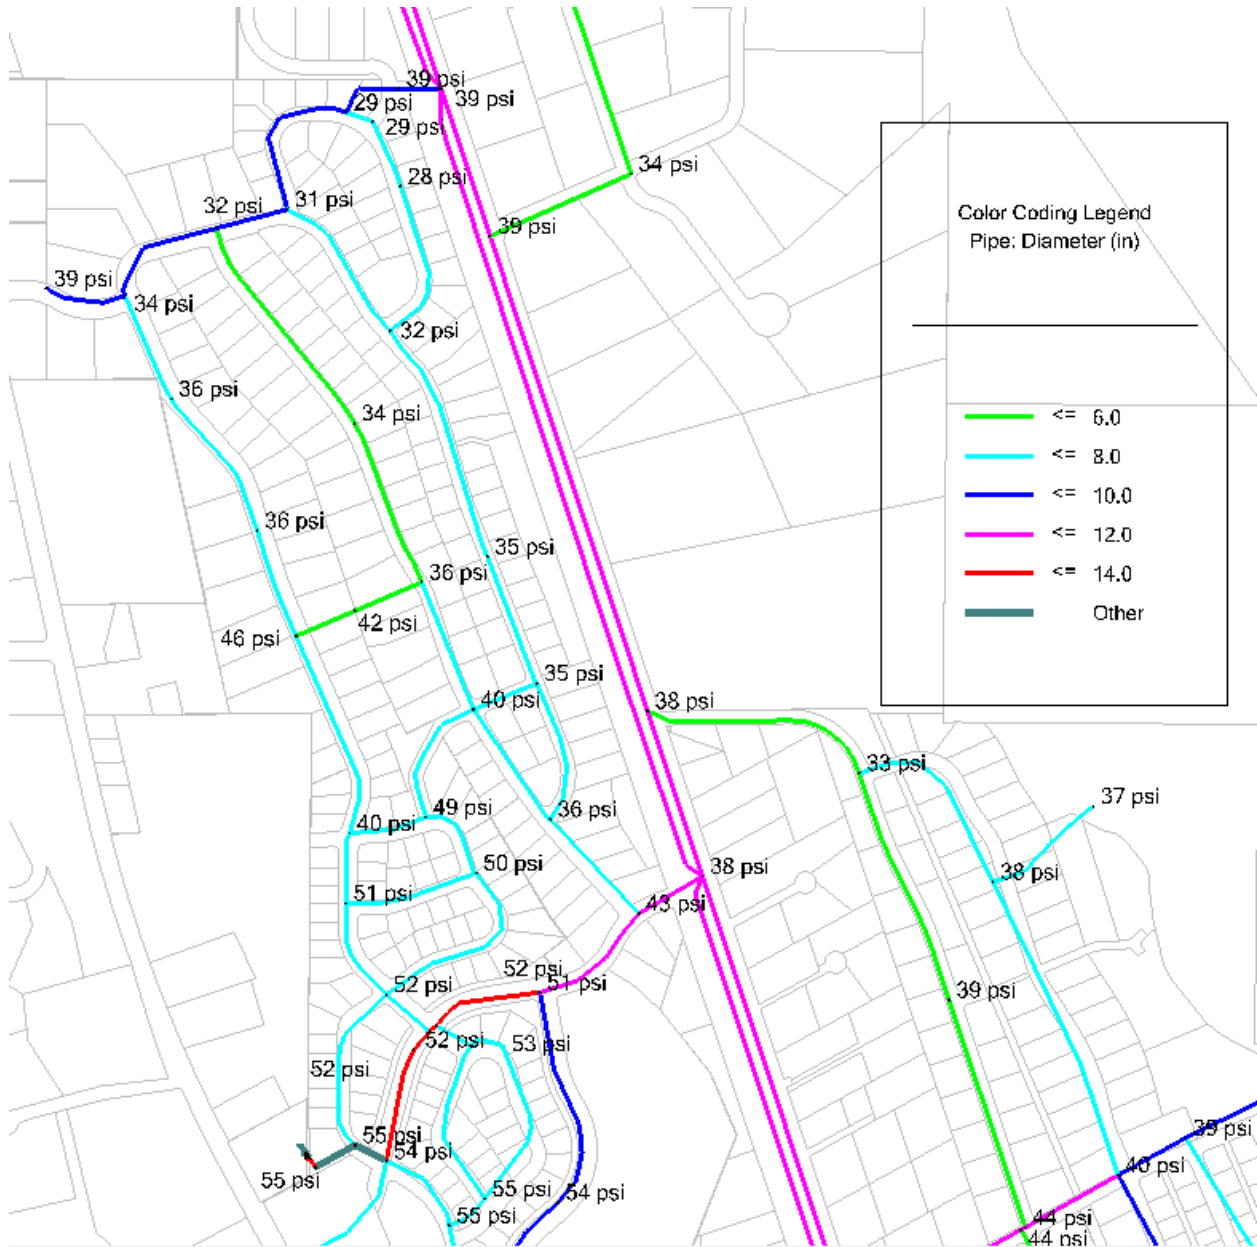 39 psi
39 psi
29 psi
29 psi
34 psi
28 psi
32 psi
31 psi
39 psi
39 psi
34 psi
32 psi
36 psi
34 psi
36 psi
35 psi
36 psi
42 psi
46 psi
35 psi
40 psi
38 psi
33 psi
37 psi
49 psi
36 psi
40 psi
50 psi
38 psi
38 psi
51 psi
43 psi
52 psi
51 psi
52 psi
39 psi
52 psi
53 psi
52 psi
55 psi
54 psi
55 psi
55 psi
54 psi
55 psi
39 psi
40 psi
44 psi
44 psi
Color Coding Legend
Pipe: Diameter (in)
<= 6.0
<= 8.0
<= 10.0
<= 12.0
<= 14.0
Other